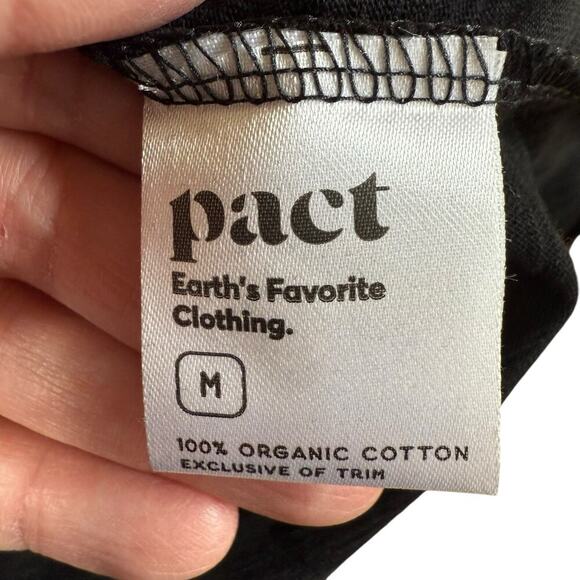 pact
Earth's Favorite
Clothing.
M
100% ORGANIC COTTON
EXCLUSIVE OF TRIM